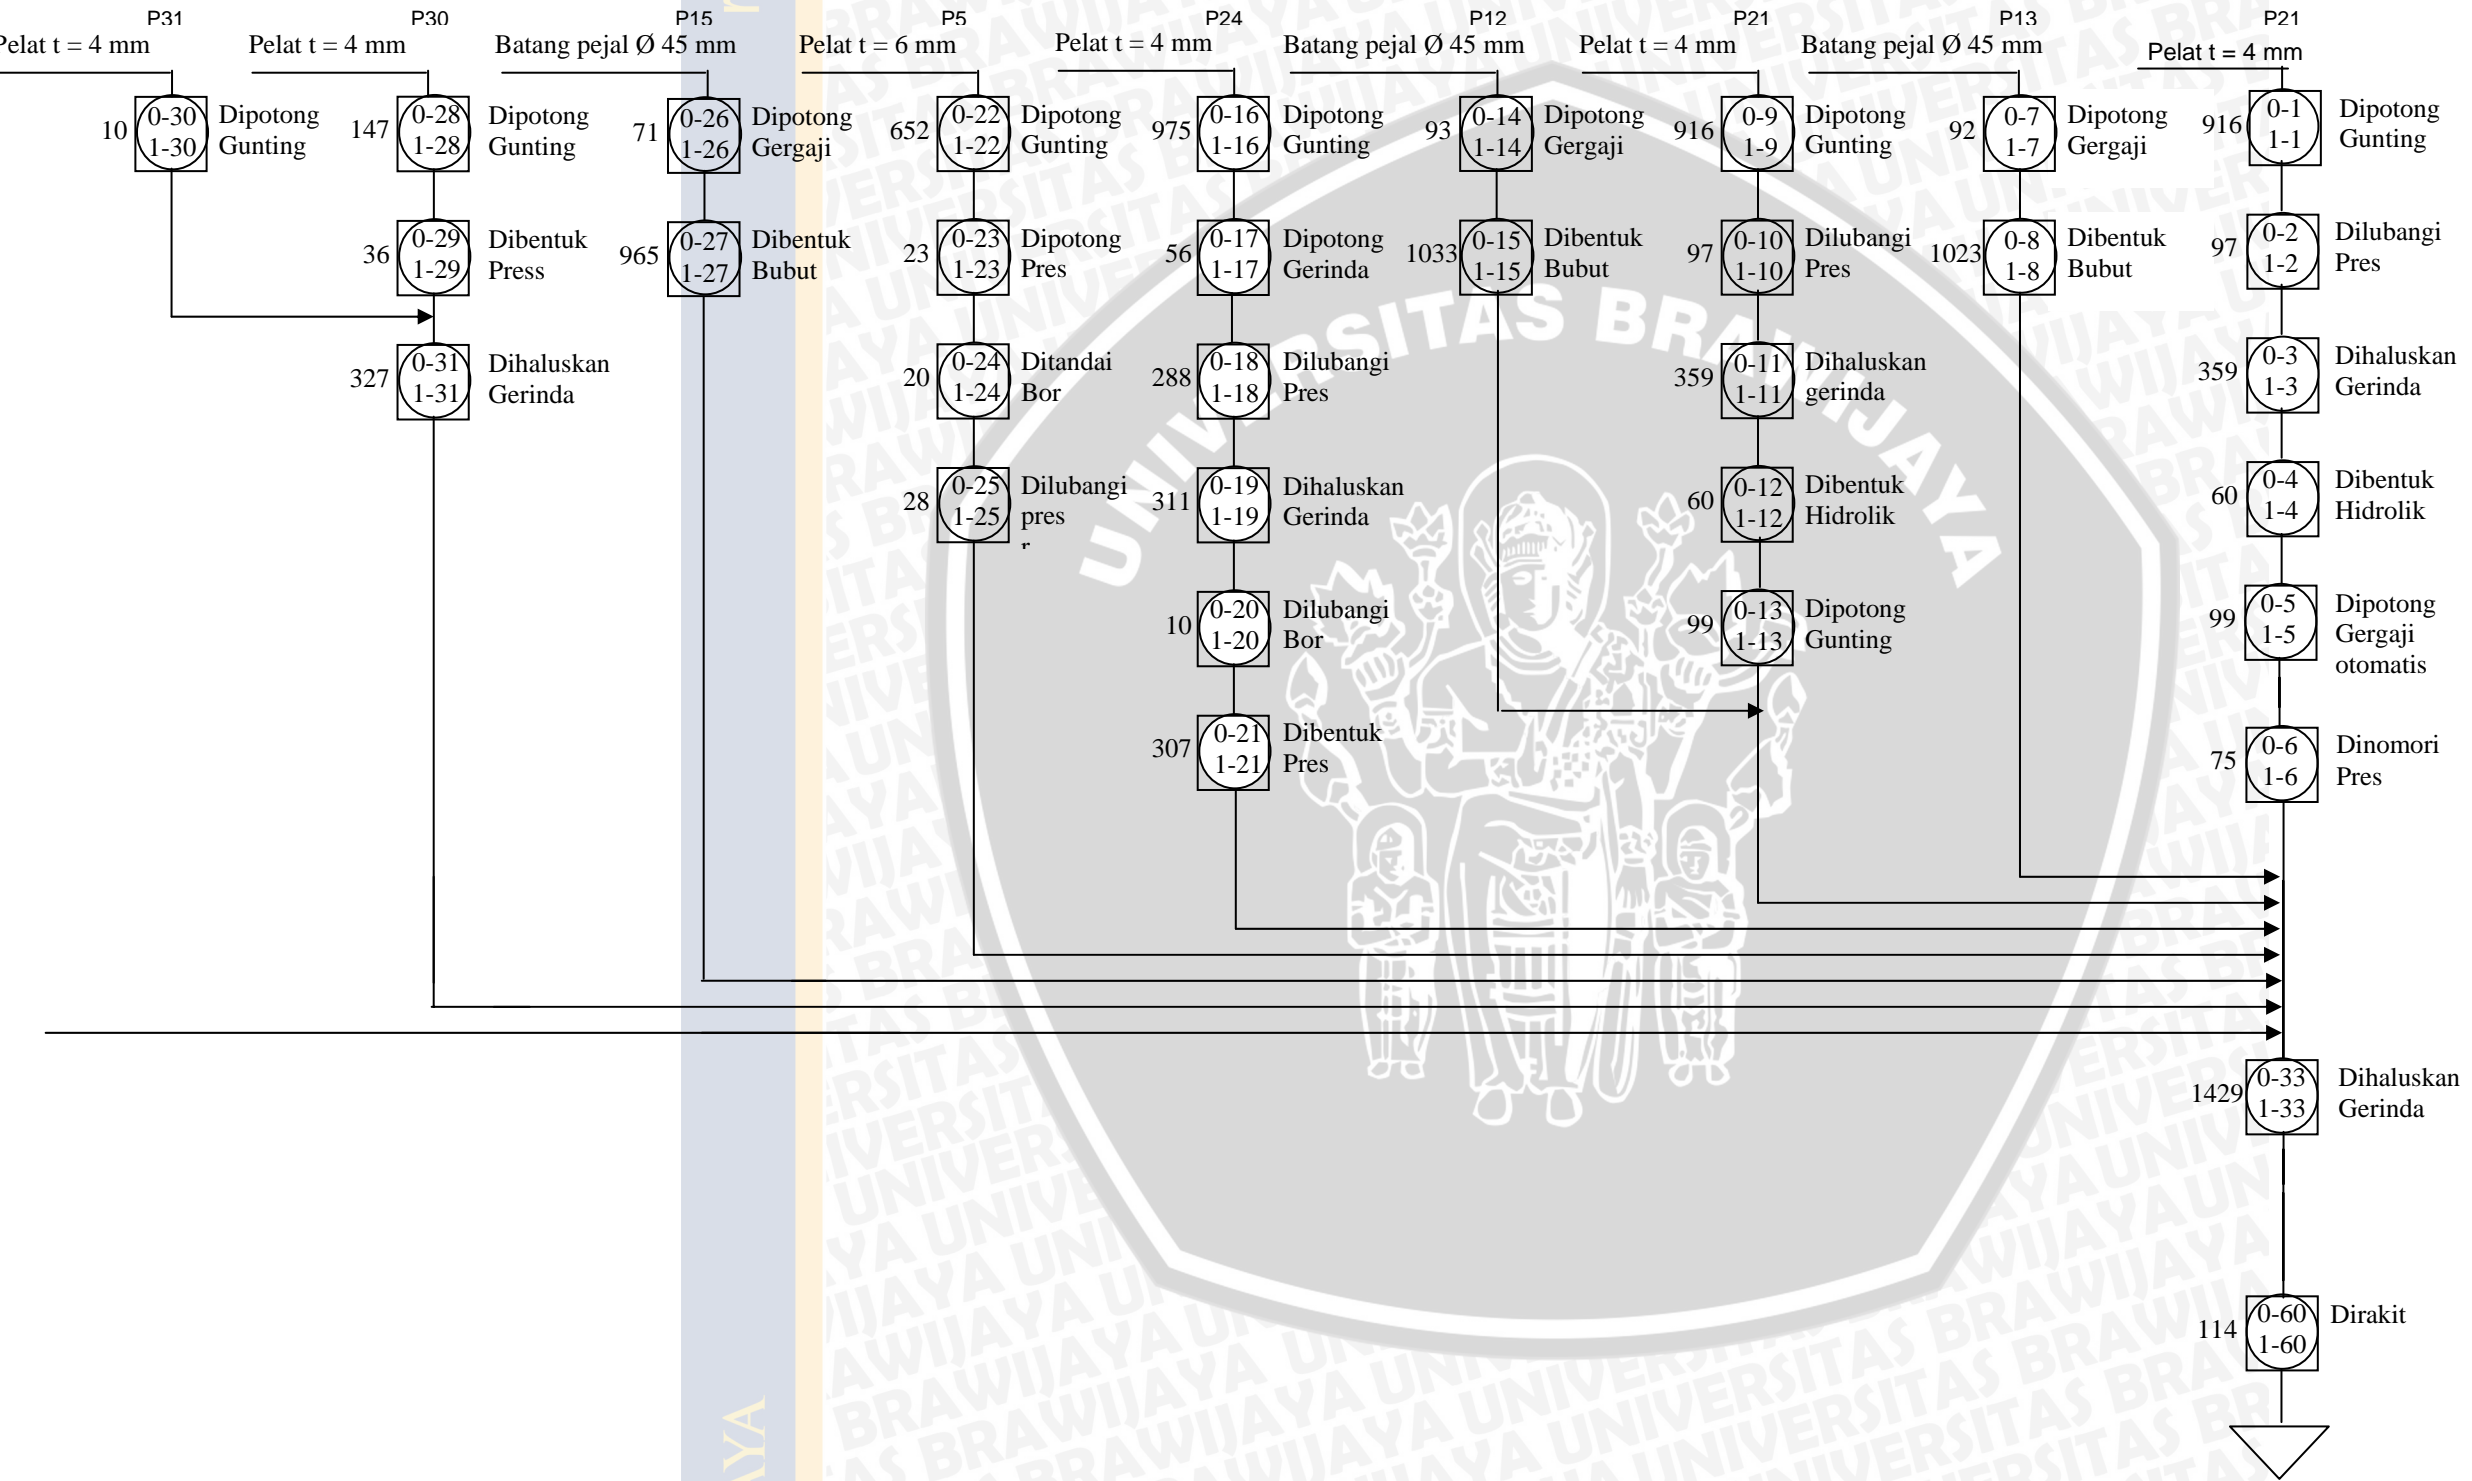 P31
Pelat t = 4 mm
10
0-30
1-30
Dipotong
Gunting
P30
Pelat t = 4 mm
147
0-28
1-28
Dipotong
Gunting
36
0-29
1-29
Dibentuk
Press
327
0-31
1-31
Dihaluskan
Gerinda
P15
Batang pejal Ø 45 mm
71
0-26
1-26
Dipotong
Gergaji
965
0-27
1-27
Dibentuk
Bubut
P5
Pelat t = 6 mm
652
0-22
1-22
Dipotong
Gunting
23
0-23
1-23
Dipotong
Pres
20
0-24
1-24
Ditandai
Bor
28
0-25
1-25
Dilubangi
pres
r
P24
Pelat t = 4 mm
975
0-16
1-16
Dipotong
Gunting
56
0-17
1-17
Dipotong
Gerinda
288
0-18
1-18
Dilubangi
Pres
311
0-19
1-19
Dihaluskan
Gerinda
10
0-20
1-20
Dilubangi
Bor
307
0-21
1-21
Dibentuk
Pres
P12
Batang pejal Ø 45 mm
93
0-14
1-14
Dipotong
Gergaji
1033
0-15
1-15
Dibentuk
Bubut
P21
Pelat t = 4 mm
916
0-9
1-9
Dipotong
Gunting
97
0-10
1-10
Dilubangi
Pres
359
0-11
1-11
Dihaluskan
gerinda
60
0-12
1-12
Dibentuk
Hidrolik
99
0-13
1-13
Dipotong
Gunting
P13
Batang pejal Ø 45 mm
92
0-7
1-7
Dipotong
Gergaji
1023
0-8
1-8
Dibentuk
Bubut
P21
Pelat t = 4 mm
916
0-1
1-1
Dipotong
Gunting
97
0-2
1-2
Dilubangi
Pres
359
0-3
1-3
Dihaluskan
Gerinda
60
0-4
1-4
Dibentuk
Hidrolik
99
0-5
1-5
Dipotong
Gergaji
otomatis
75
0-6
1-6
Dinomori
Pres
1429
0-33
1-33
Dihaluskan
Gerinda
114
0-60
1-60
Dirakit
UNIVERSITAS BRAWIJAYA